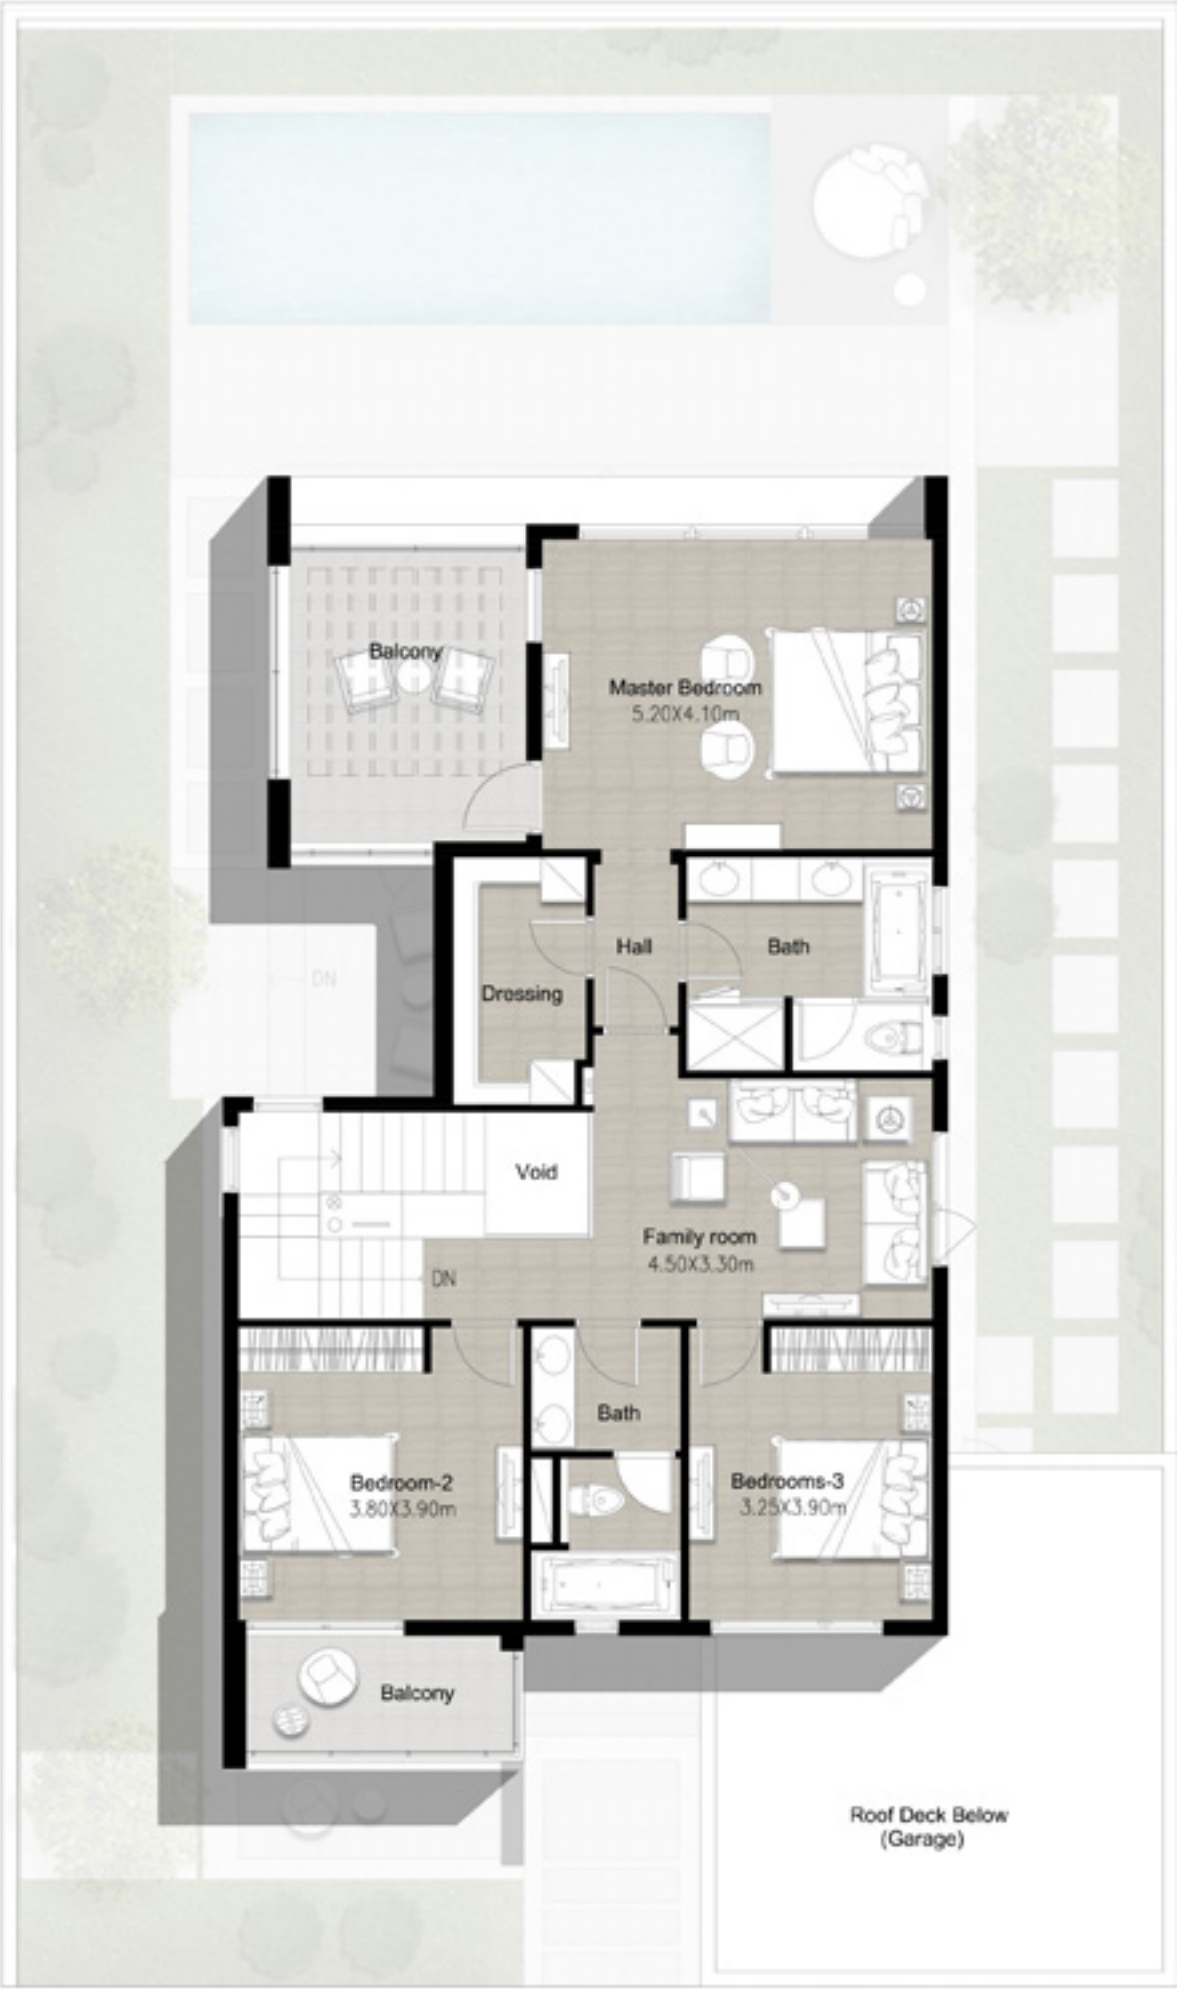 Balcony
Master Bedroom
5.20X4.10m
Hall
Bath
DN
Dressing
Void
Family room
4.50X3.30m
DN
Bath
Bedroom-2
3.80X3.90m
Bedrooms-3
3.25X3.90m
Balcony
Roof Deck Below
(Garage)